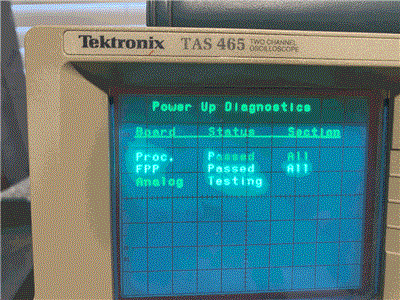 Tektronix TAS 465 TWO CHANNEL OSCILLOSCOPE
Power Up Diagnostics
Board Status Section
Proc. Passed All
FPP Passed All
Analog Testing